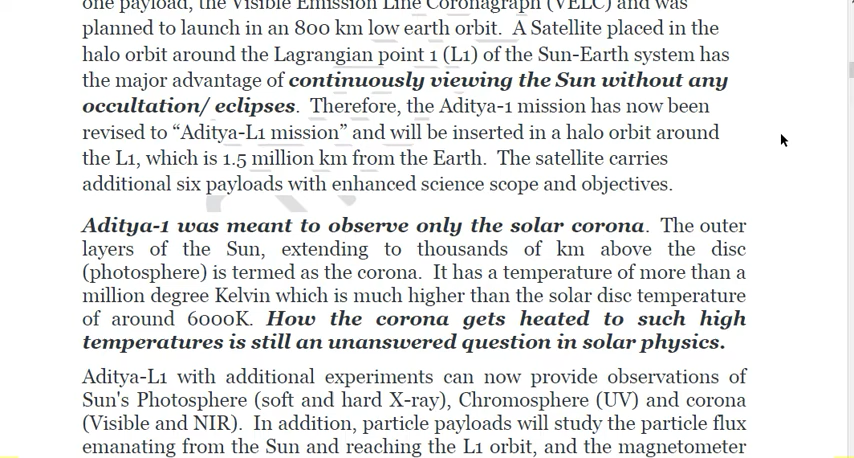 one payload, the Visible Emission Line Coronagraph (VELC) and was
planned to launch in an 800 km low earth orbit. A Satellite placed in the
halo orbit around the Lagrangian point 1 (L1) of the Sun-Earth system has
the major advantage of continuously viewing the Sun without any
occultation/ eclipses. Therefore, the Aditya-1 mission has now been
revised to “Aditya-L1 mission” and will be inserted in a halo orbit around
the L1, which is 1.5 million km from the Earth. The satellite carries
additional six payloads with enhanced science scope and objectives.
Aditya-1 was meant to observe only the solar corona. The outer
layers of the Sun, extending to thousands of km above the disc
(photosphere) is termed as the corona. It has a temperature of more than a
million degree Kelvin which is much higher than the solar disc temperature
of around 6000K. How the corona gets heated to such high
temperatures is still an unanswered question in solar physics.
Aditya-L1 with additional experiments can now provide observations of
Sun's Photosphere (soft and hard X-ray), Chromosphere (UV) and corona
(Visible and NIR). In addition, particle payloads will study the particle flux
emanating from the Sun and reaching the L1 orbit, and the magnetometer